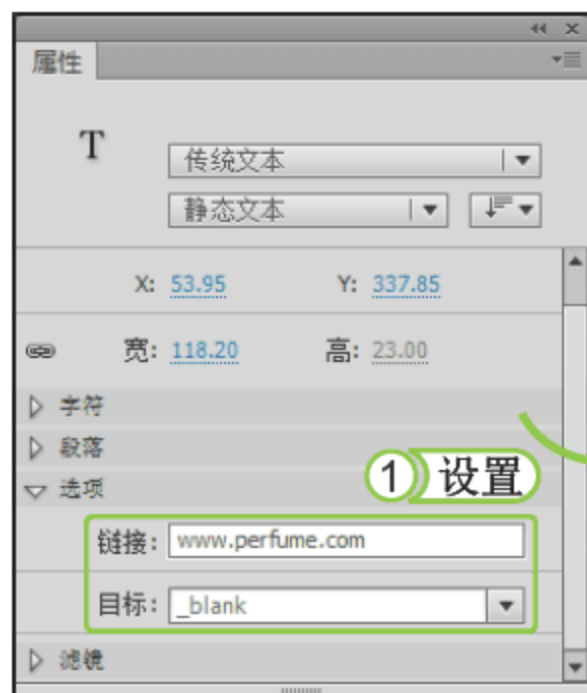 属性
T
传统文本
静态文本
X: 53.95 Y: 337.85
宽: 118.20 高: 23.00
字符
段落
选项
① 设置
链接: www.perfume.com
目标: _blank
滤镜